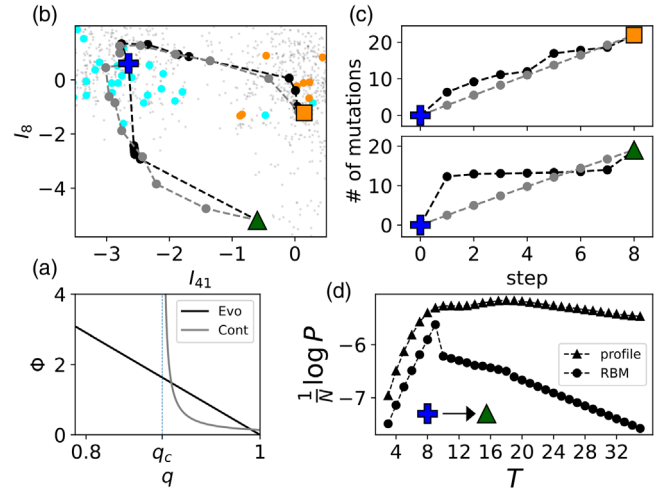 (b)
0
−2
−4
I8
−3
−2
−1
0
I41
(c)
20
10
0
20
10
0
# of mutations
0
2
4
6
8
step
(a)
4
2
0
Φ
Evo
Cont
0.8
qc
1
q
(d)
−6
−7
1/N log P
profile
RBM
4
8
12
16
20
24
28
32
T